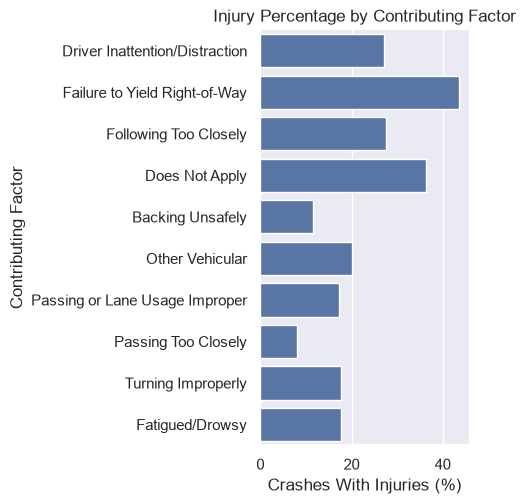 Injury Percentage by Contributing Factor
Contributing Factor
Driver Inattention/Distraction
Failure to Yield Right-of-Way
Following Too Closely
Does Not Apply
Backing Unsafely
Other Vehicular
Passing or Lane Usage Improper
Passing Too Closely
Turning Improperly
Fatigued/Drowsy
0 20 40
Crashes With Injuries (%)